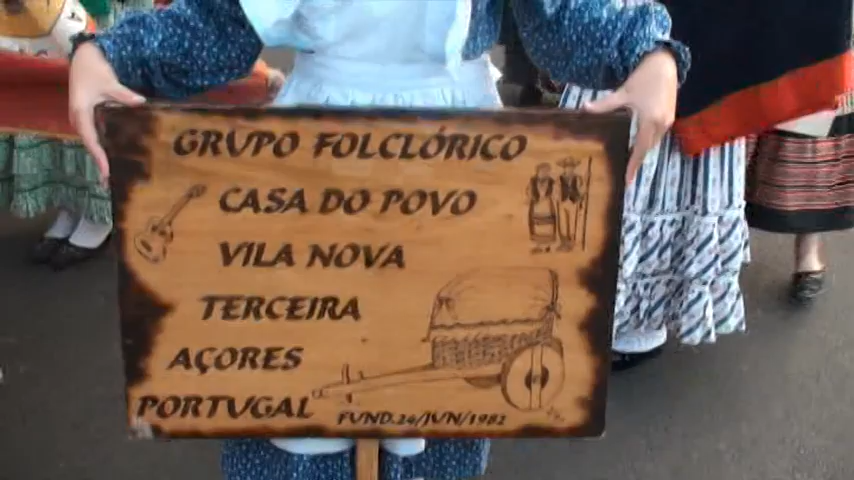 GRUPO FOLCLÓRICO
CASA DO POVO
VILA NOVA
TERCEIRA
AÇORES
PORTUGAL
FUND. 24/JUN/1982